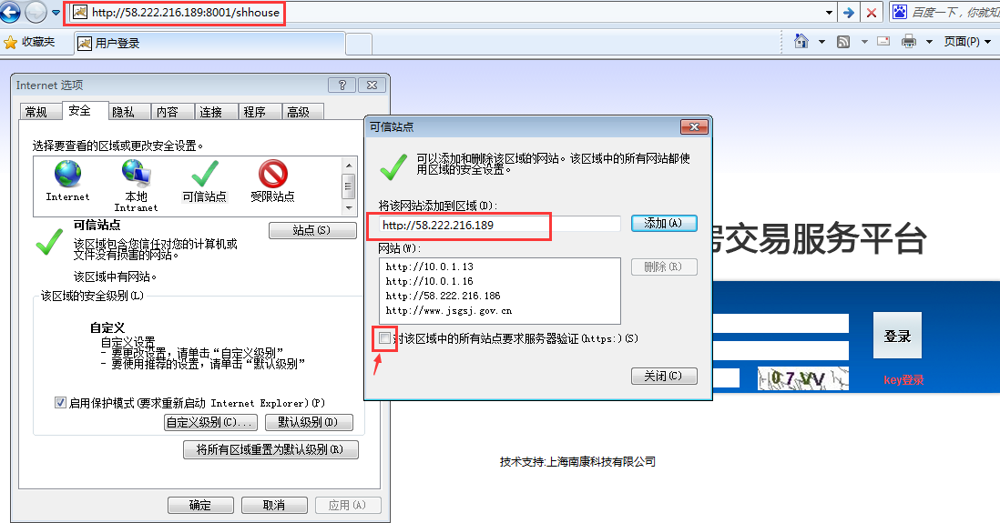 http://58.222.216.189:8001/shhouse
百度一下，你就知
收藏夹
用户登录
页面(P)
Internet 选项
常规
安全
隐私
内容
连接
程序
高级
选择要查看的区域或更改安全设置。
Internet
本地
Intranet
可信站点
受限站点
可信站点
站点(S)
该区域包含您信任对您的计算机或
文件没有损害的网站。
该区域中有网站。
该区域的安全级别(L)
自定义
自定义设置
- 要更改设置，请单击“自定义级别”
- 要使用推荐的设置，请单击“默认级别”
启用保护模式(要求重新启动 Internet Explorer)(P)
自定义级别(C)...
默认级别(D)
将所有区域重置为默认级别(R)
确定
取消
应用(A)
可信站点
可以添加和删除该区域的网站。该区域中的所有网站都使
用区域的安全设置。
将该网站添加到区域(D):
http://58.222.216.189
添加(A)
网站(W):
http://10.0.1.13
http://10.0.1.16
http://58.222.216.186
http://www.jsgsj.gov.cn
删除(R)
对该区域中的所有站点要求服务器验证(https:)(S)
关闭(C)
房交易服务平台
登录
key登录
技术支持:上海南康科技有限公司